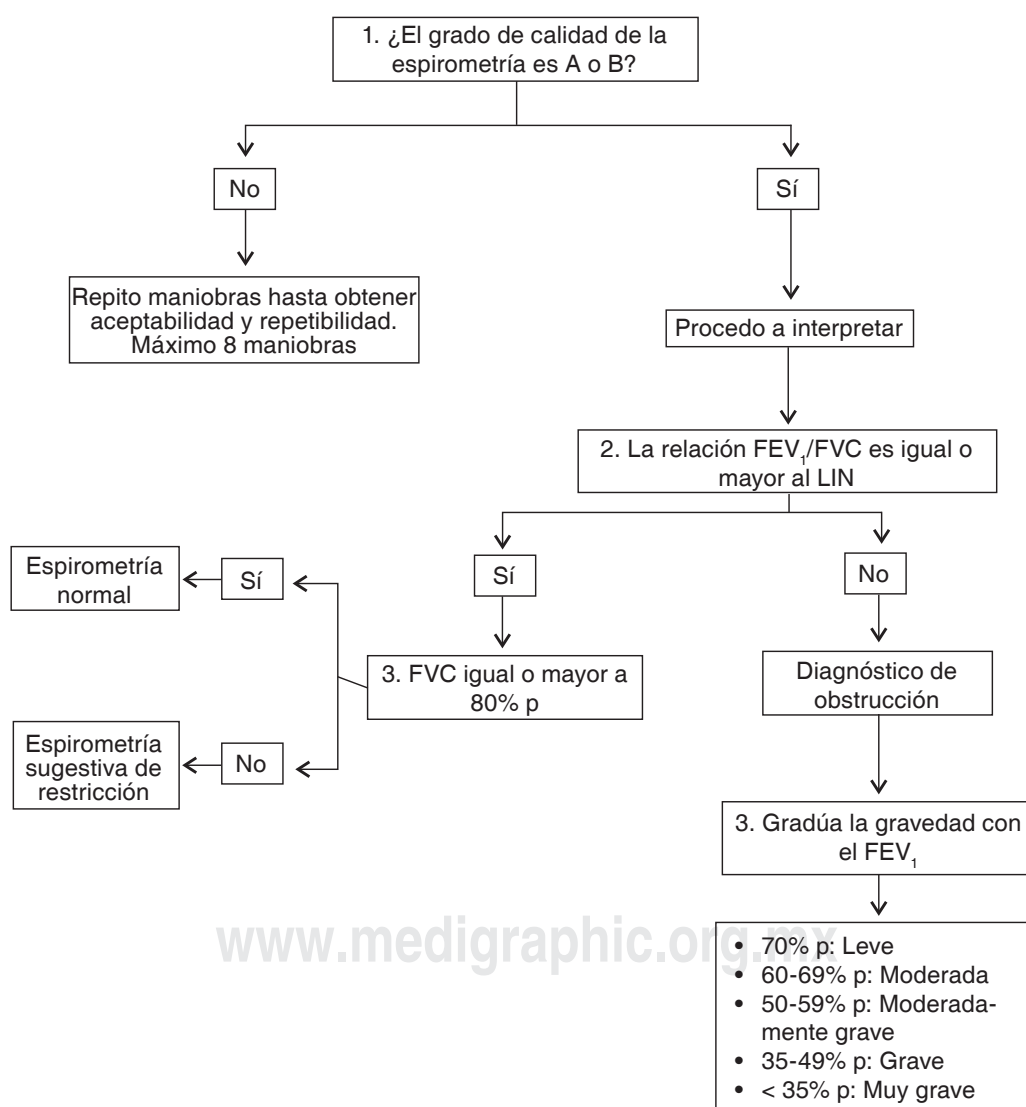 1. ¿El grado de calidad de la
espirometría es A o B?
No
Sí
Repito maniobras hasta obtener
aceptabilidad y repetibilidad.
Máximo 8 maniobras
Procedo a interpretar
2. La relación FEV₁/FVC es igual o
mayor al LIN
Sí
No
Espirometría
normal
Sí
3. FVC igual o mayor a
80% p
Diagnóstico de
obstrucción
Espirometría
sugestiva de
restricción
No
3. Gradúa la gravedad con
el FEV₁
www.medigraphic.org.mx
• 70% p: Leve
• 60-69% p: Moderada
• 50-59% p: Moderada-
mente grave
• 35-49% p: Grave
• < 35% p: Muy grave